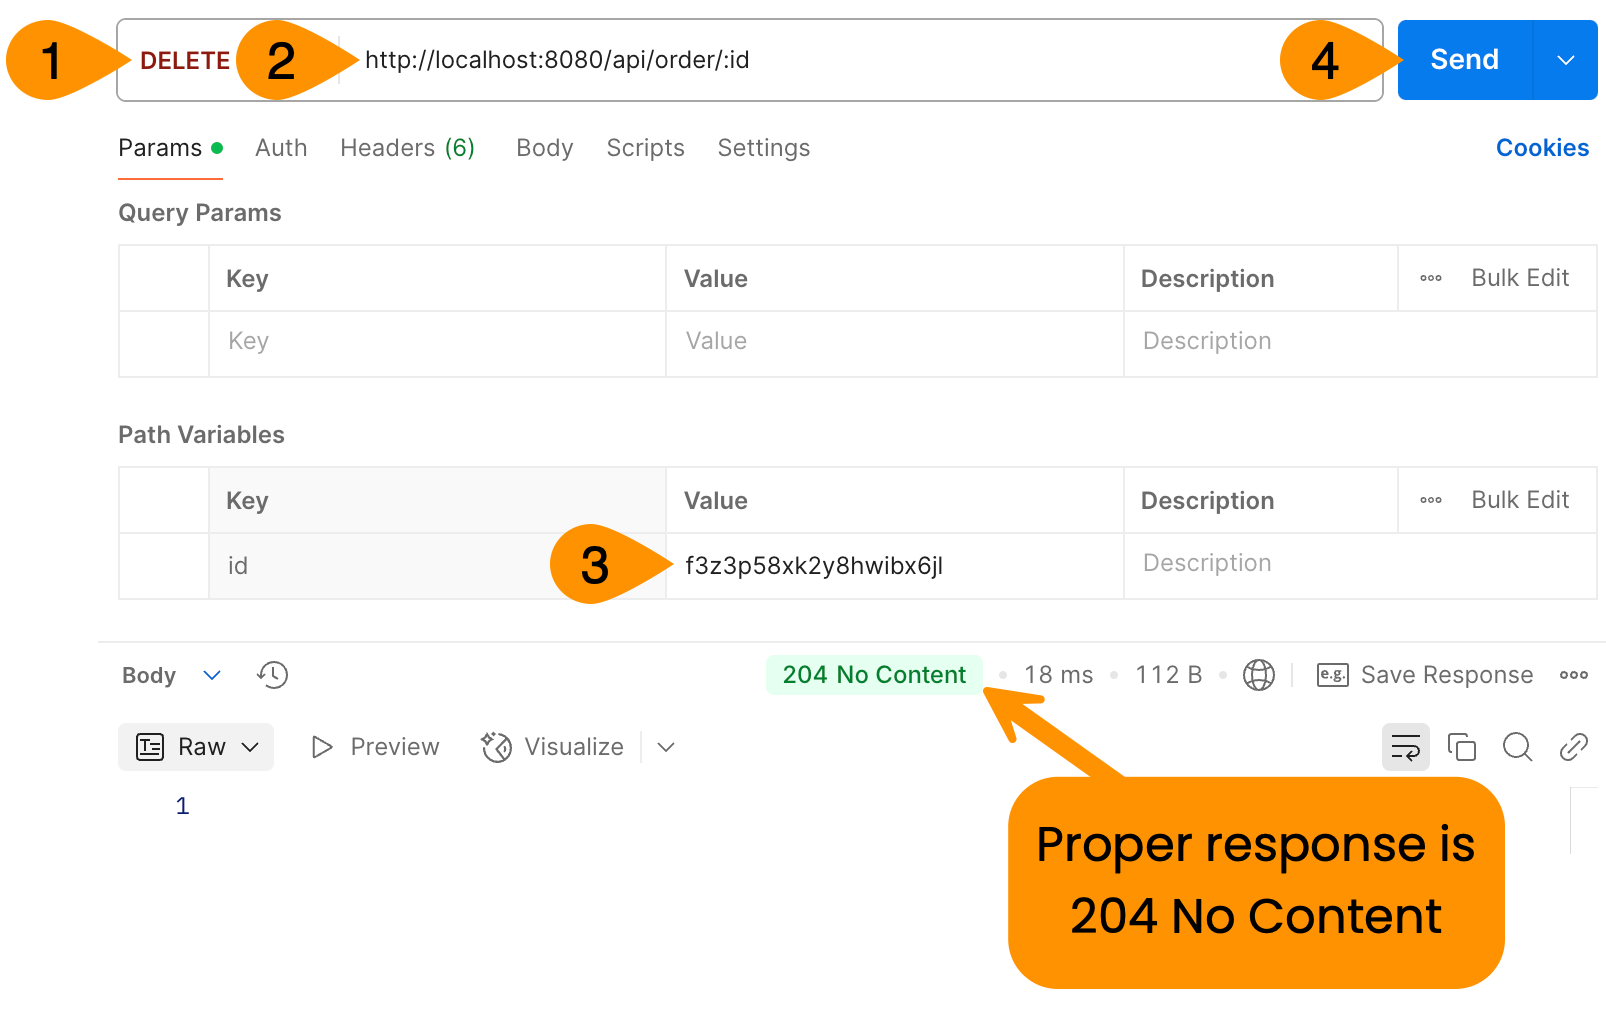 1 DELETE 2 http://localhost:8080/api/order/:id 4 Send
Params Auth Headers (6) Body Scripts Settings Cookies
Query Params
Key Value Description Bulk Edit
Key Value Description
Path Variables
Key Value Description Bulk Edit
id 3 f3z3p58xk2y8hwibx6jl
Description
Body 204 No Content 18 ms 112 B e.g. Save Response
Raw Preview Visualize
1
Proper response is
204 No Content